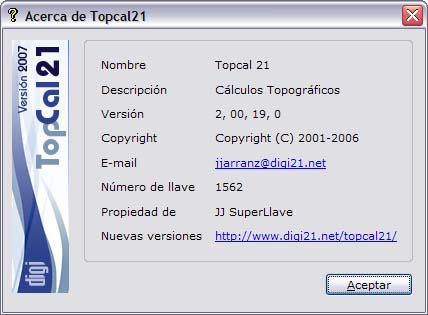 Acerca de Topcal21
Versión 2007
TopCal21
digi
Nombre Topcal 21
Descripción Cálculos Topográficos
Versión 2, 00, 19, 0
Copyright Copyright (C) 2001-2006
E-mail jjarranz@digi21.net
Número de llave 1562
Propiedad de JJ SuperLlave
Nuevas versiones http://www.digi21.net/topcal21/
Aceptar